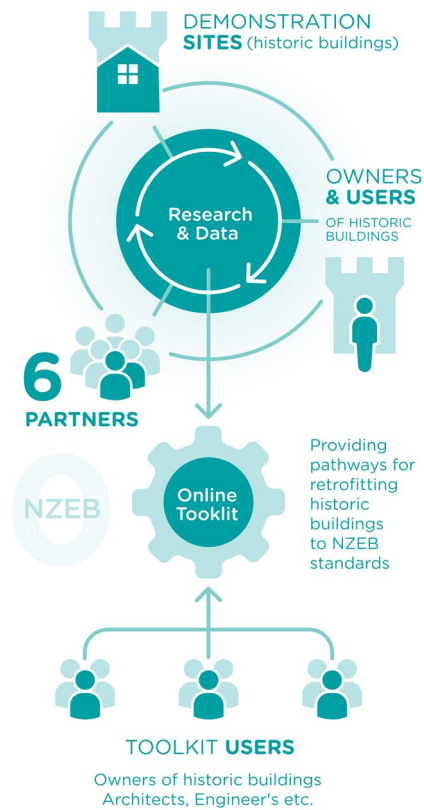 DEMONSTRATION
SITES (historic buildings)
OWNERS
& USERS
OF HISTORIC
BUILDINGS
Research
& Data
6
PARTNERS
Providing
pathways for
retrofitting
historic
buildings
to NZEB
standards
Online
Tooklit
NZEB
TOOLKIT USERS
Owners of historic buildings
Architects, Engineer's etc.